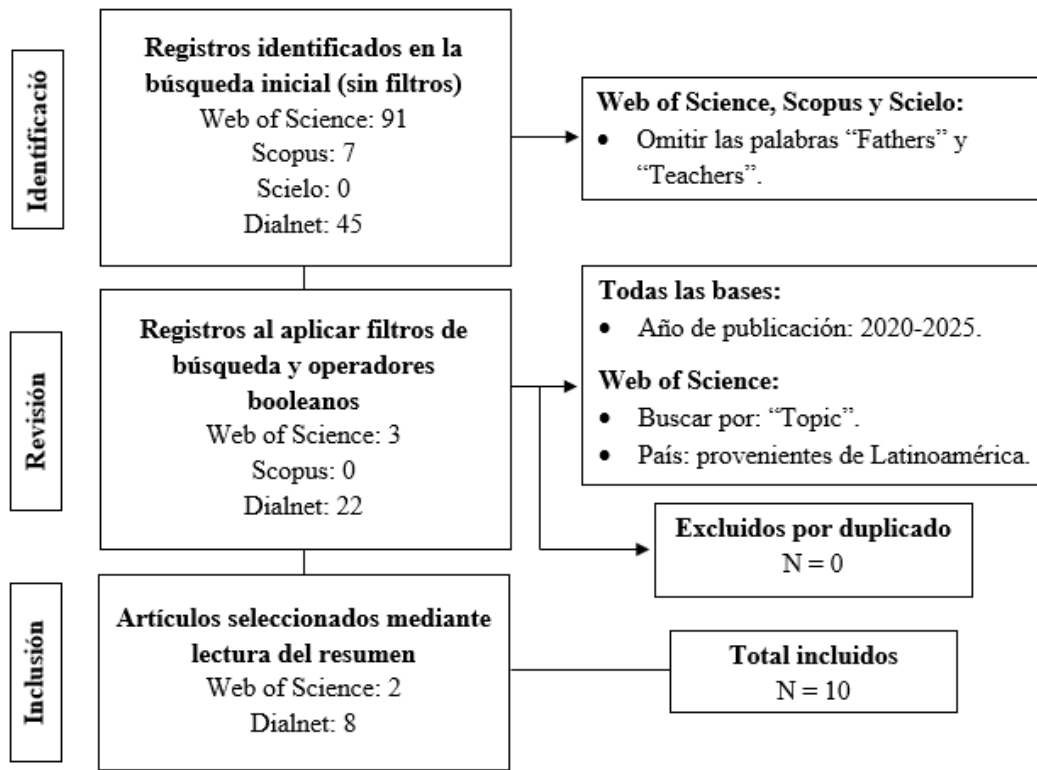 Identificació
Registros identificados en la
búsqueda inicial (sin filtros)
Web of Science: 91
Scopus: 7
Scielo: 0
Dialnet: 45
Web of Science, Scopus y Scielo:
• Omitir las palabras “Fathers” y
“Teachers”.
Revisión
Registros al aplicar filtros de
búsqueda y operadores
booleanos
Web of Science: 3
Scopus: 0
Dialnet: 22
Todas las bases:
• Año de publicación: 2020-2025.
Web of Science:
• Buscar por: “Topic”.
• País: provenientes de Latinoamérica.
Excluidos por duplicado
N = 0
Inclusión
Artículos seleccionados mediante
lectura del resumen
Web of Science: 2
Dialnet: 8
Total incluidos
N = 10